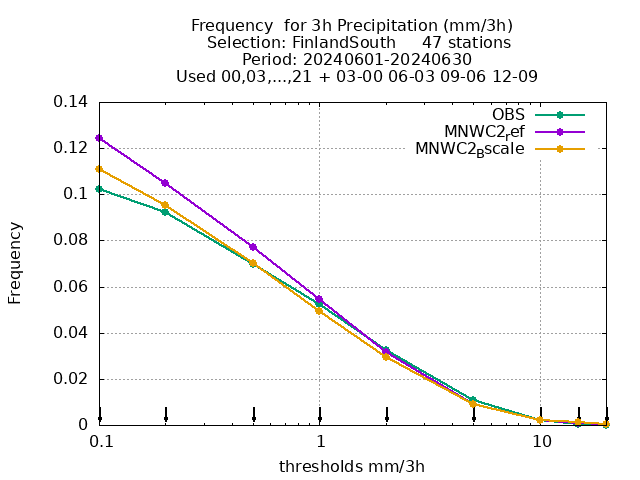 Frequency  for 3h Precipitation (mm/3h)
Selection: FinlandSouth     47 stations
Period: 20240601-20240630
Used 00,03,...,21 + 03-00 06-03 09-06 12-09
OBS
MNWC2ref
MNWC2Bscale
0.14
0.12
0.1
0.08
0.06
0.04
0.02
0
Frequency
0.1
1
10
thresholds mm/3h